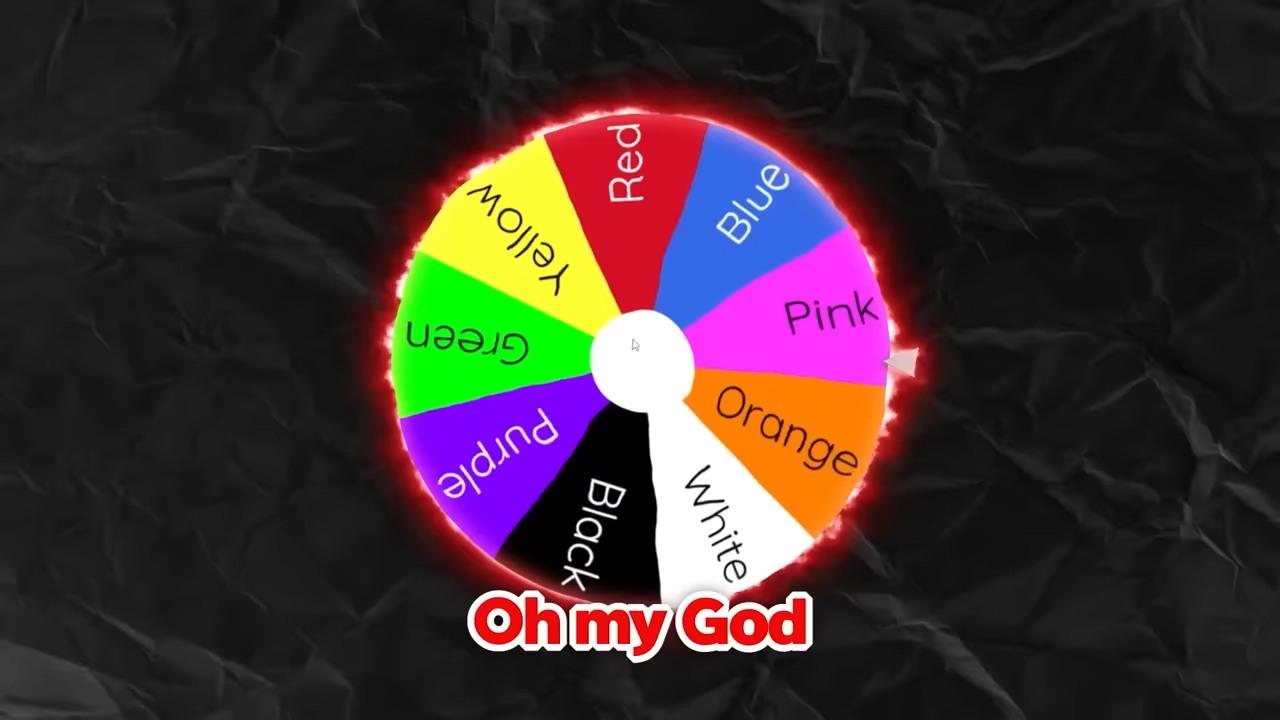 Red
Blue
Pink
Orange
White
Black
Purple
Green
Yellow
Oh my God